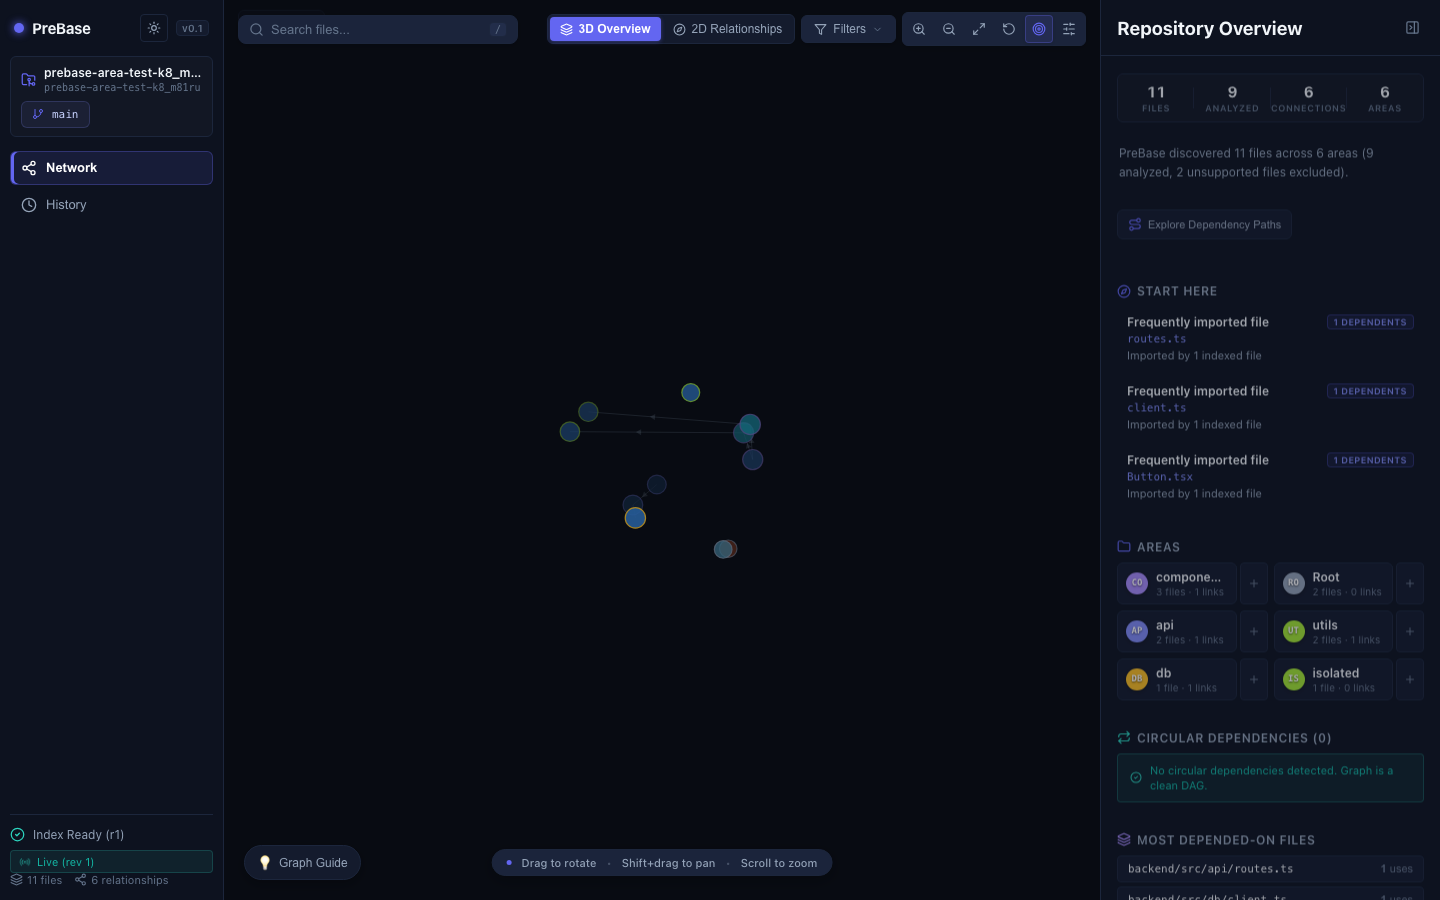 PreBase
v0.1
prebase-area-test-k8_m...
prebase-area-test-k8_m81ru
main
Network
History
Index Ready (r1)
Live (rev 1)
11 files
6 relationships
Search files...
/
3D Overview
2D Relationships
Filters
Graph Guide
Drag to rotate · Shift+drag to pan · Scroll to zoom
Repository Overview
11
FILES
9
ANALYZED
6
CONNECTIONS
6
AREAS
PreBase discovered 11 files across 6 areas (9
analyzed, 2 unsupported files excluded).
Explore Dependency Paths
START HERE
Frequently imported file
1 DEPENDENTS
routes.ts
Imported by 1 indexed file
Frequently imported file
1 DEPENDENTS
client.ts
Imported by 1 indexed file
Frequently imported file
1 DEPENDENTS
Button.tsx
Imported by 1 indexed file
AREAS
CO
compone...
3 files · 1 links
+
RO
Root
2 files · 0 links
+
AP
api
2 files · 1 links
+
UT
utils
2 files · 1 links
+
DB
db
1 file · 1 links
+
IS
isolated
1 file · 0 links
+
CIRCULAR DEPENDENCIES (0)
No circular dependencies detected. Graph is a
clean DAG.
MOST DEPENDED-ON FILES
backend/src/api/routes.ts
1 uses
backend/src/db/client.ts
1 uses